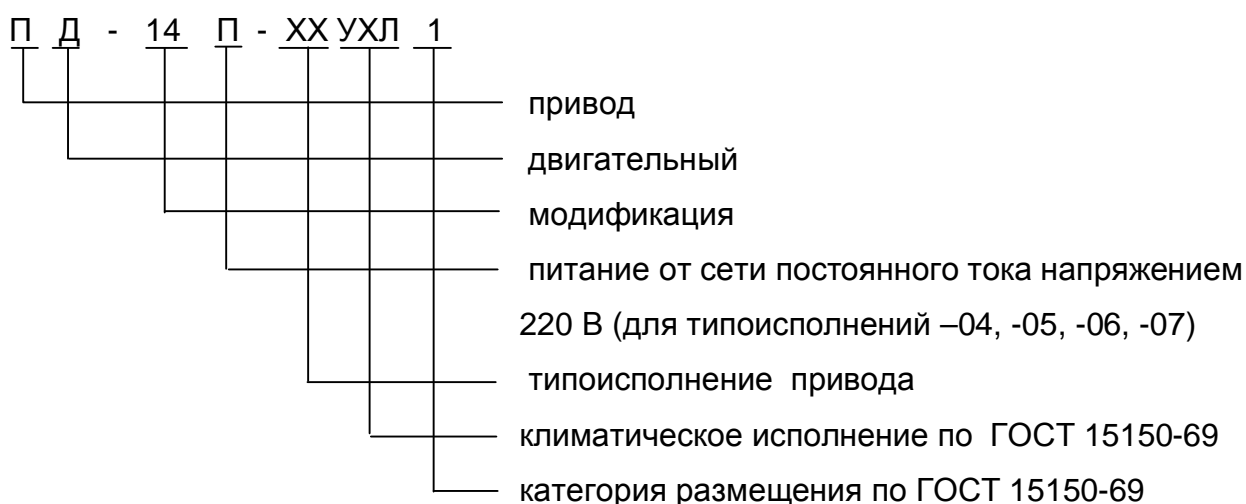 П Д - 14 П - ХХ УХЛ 1
привод
двигательный
модификация
питание от сети постоянного тока напряжением
220 В (для типоисполнений –04, -05, -06, -07)
типоисполнение привода
климатическое исполнение по ГОСТ 15150-69
категория размещения по ГОСТ 15150-69